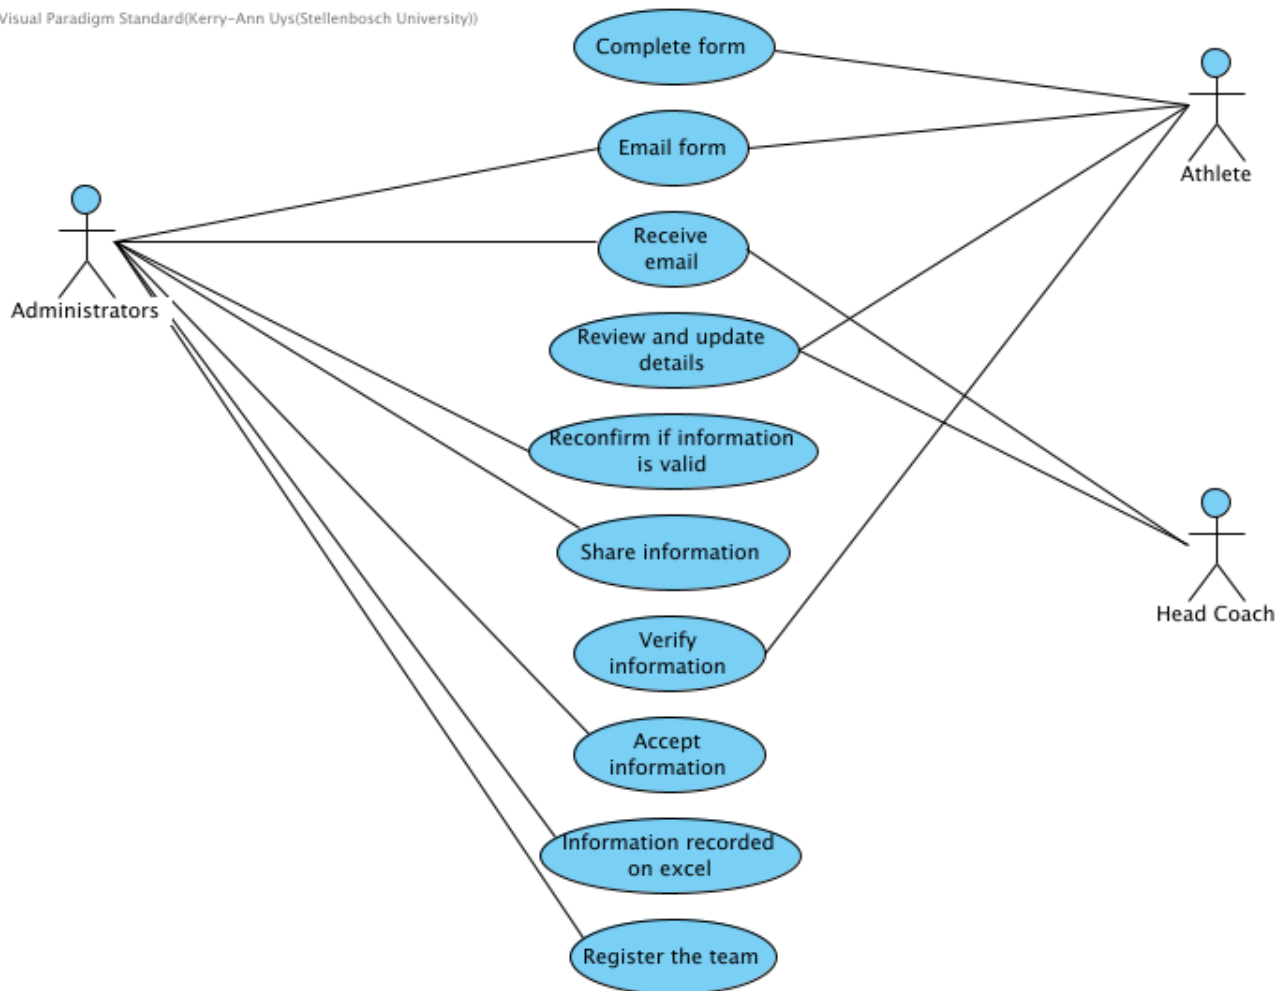 Visual Paradigm Standard(Kerry-Ann Uys(Stellenbosch University))
Complete form
Email form
Athlete
Receive
email
Administrators
Review and update
details
Reconfirm if information
is valid
Share information
Head Coach
Verify
information
Accept
information
Information recorded
on excel
Register the team